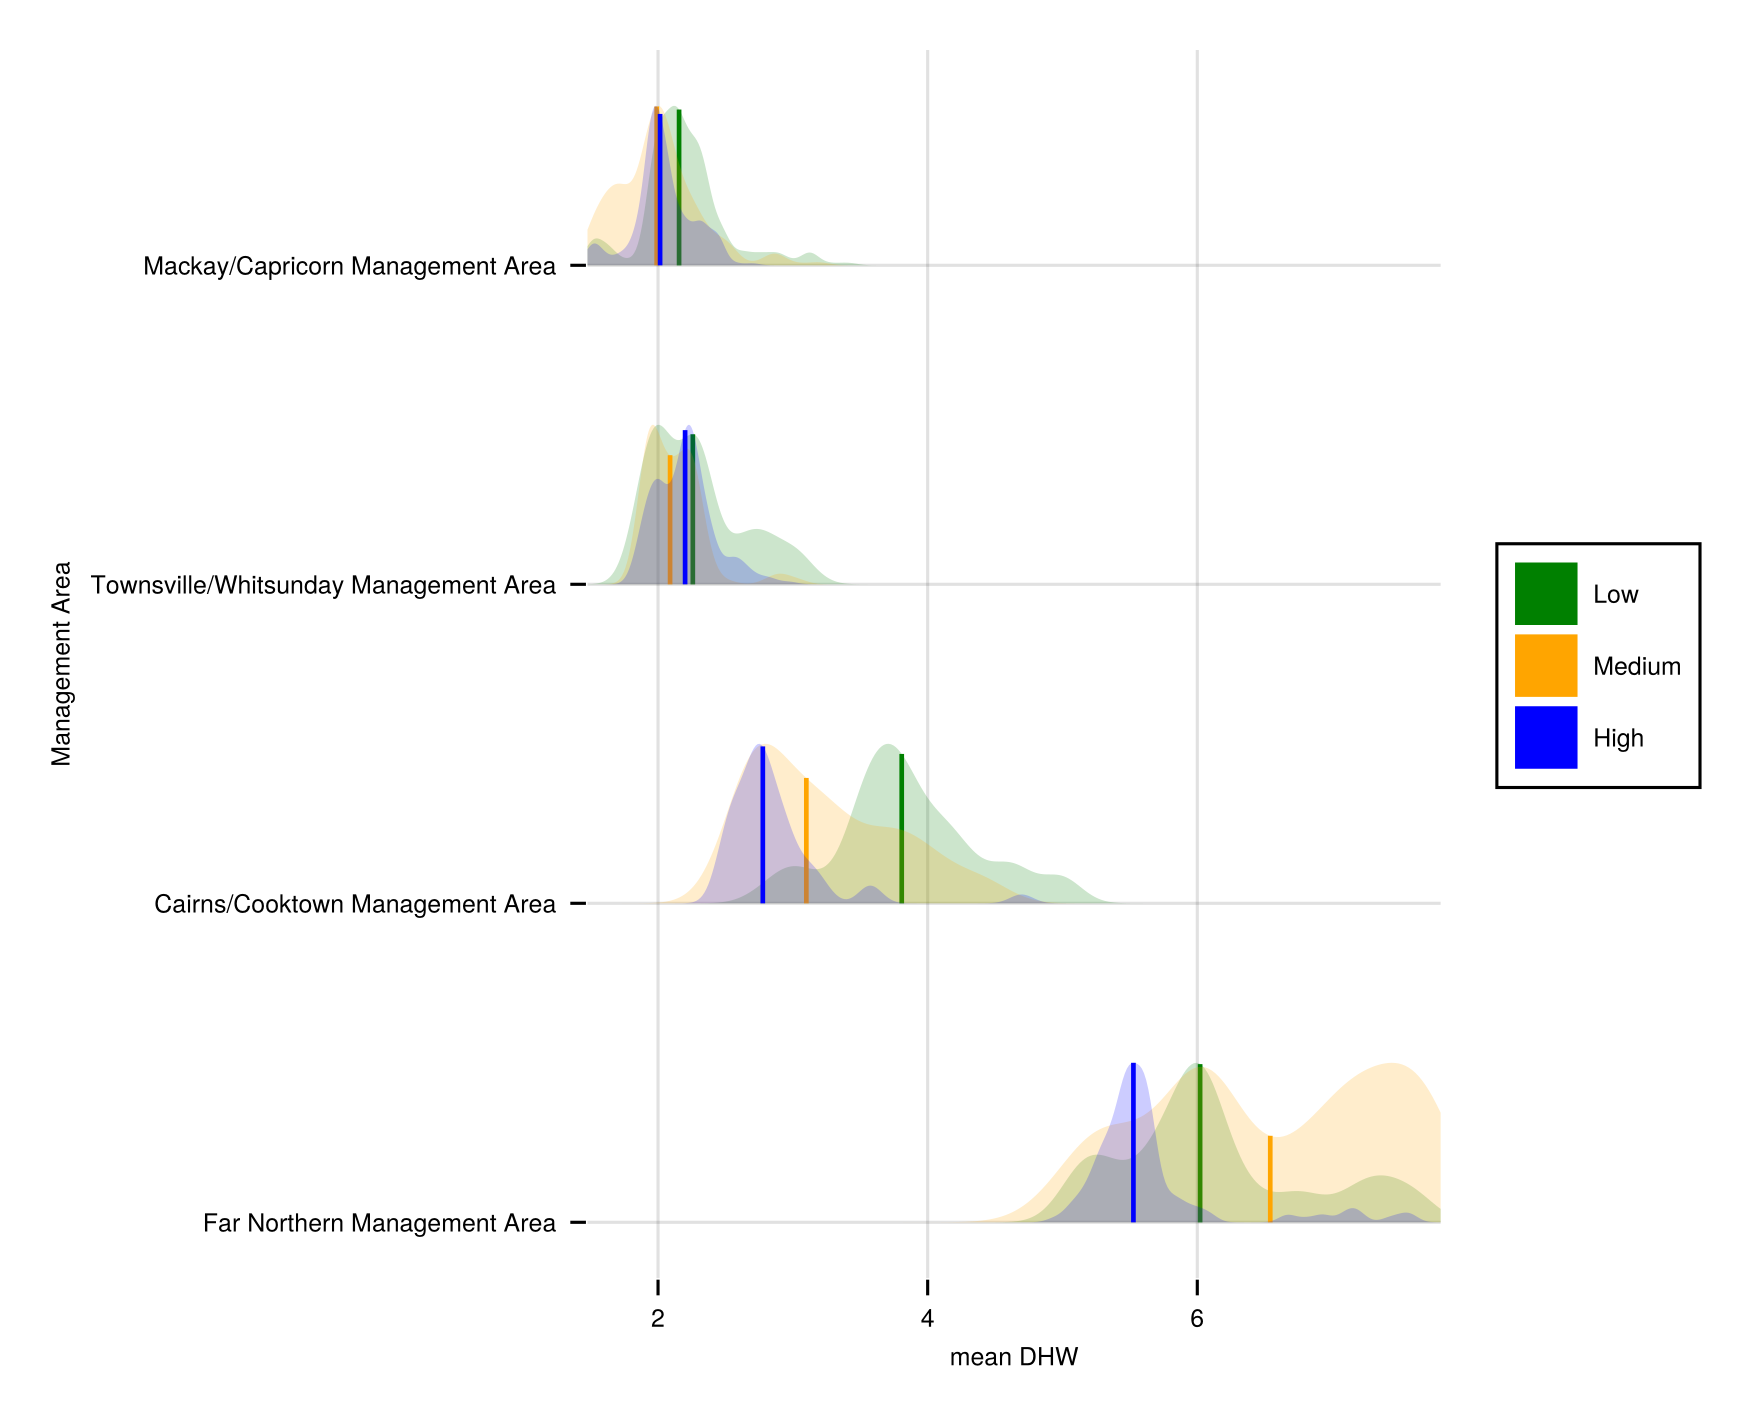 Mackay/Capricorn Management Area
Townsville/Whitsunday Management Area
Cairns/Cooktown Management Area
Far Northern Management Area
Management Area
2
4
6
mean DHW
Low
Medium
High